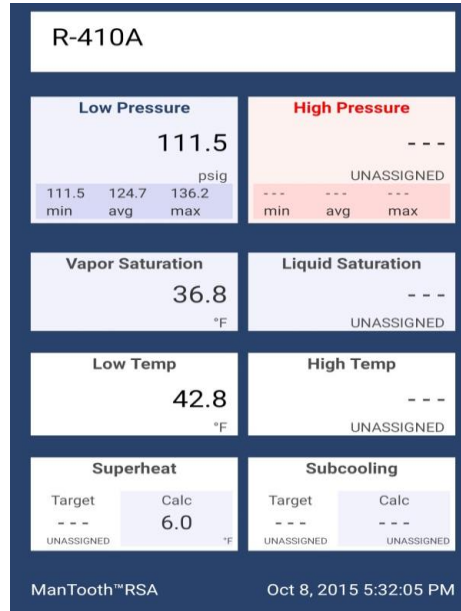 R-410A
Low Pressure
111.5
psig
111.5 124.7 136.2
min avg max
High Pressure
- - -
UNASSIGNED
- - - - - - - - -
min avg max
Vapor Saturation
36.8
°F
Liquid Saturation
- - -
UNASSIGNED
Low Temp
42.8
°F
High Temp
- - -
UNASSIGNED
Superheat
Target Calc
- - - 6.0
UNASSIGNED °F
Subcooling
Target Calc
- - - - - -
UNASSIGNED UNASSIGNED
ManTooth™RSA Oct 8, 2015 5:32:05 PM